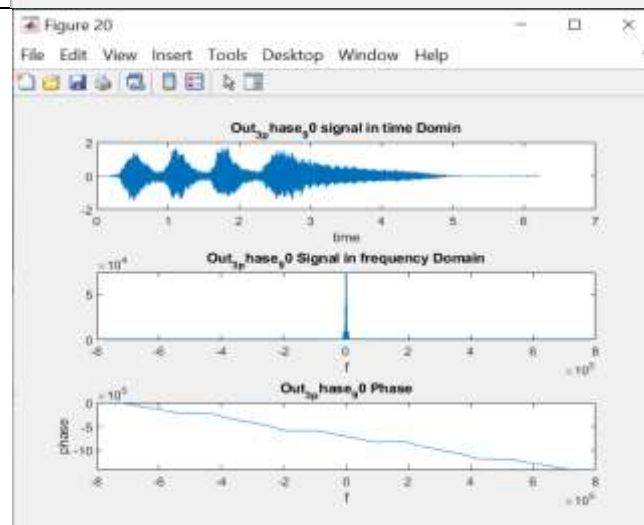 Figure 20
File Edit View Insert Tools Desktop Window Help
Out3phase90 signal in time Domin
2
0
-2
0 1 2 3 4 5 6 7
time
Out3phase90 Signal in frequency Domain
×10^4
5
0
-8 -6 -4 -2 0 2 4 6 8
f
×10^5
Out3phase90 Phase
×10^5
0
-5
-10
phase
-8 -6 -4 -2 0 2 4 6 8
f
×10^5